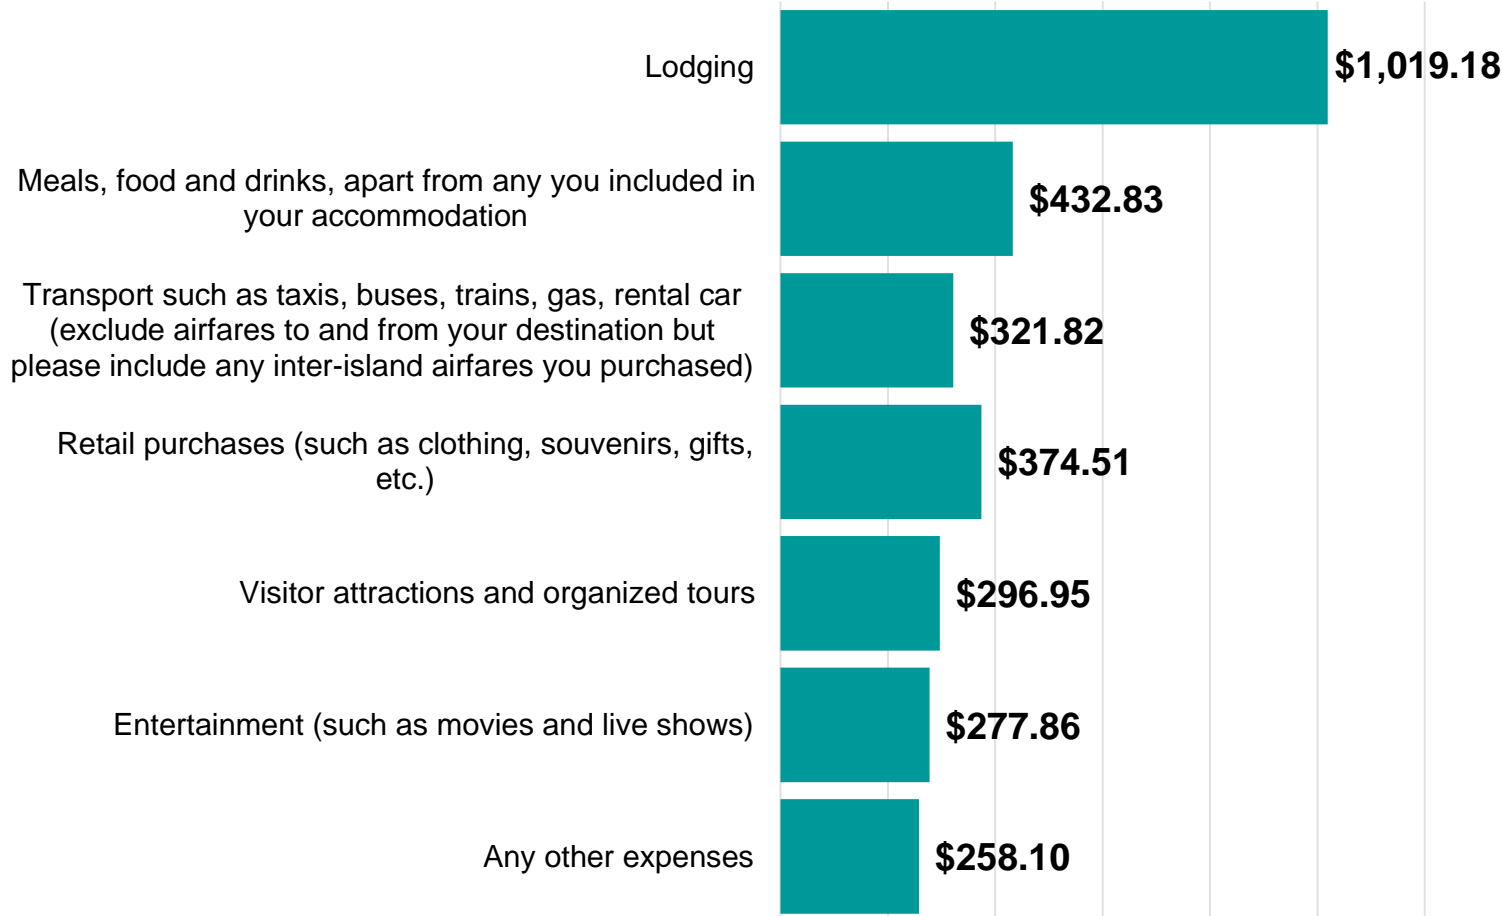 Lodging
$1,019.18
Meals, food and drinks, apart from any you included in
your accommodation
$432.83
Transport such as taxis, buses, trains, gas, rental car
(exclude airfares to and from your destination but
please include any inter-island airfares you purchased)
$321.82
Retail purchases (such as clothing, souvenirs, gifts,
etc.)
$374.51
Visitor attractions and organized tours
$296.95
Entertainment (such as movies and live shows)
$277.86
Any other expenses
$258.10